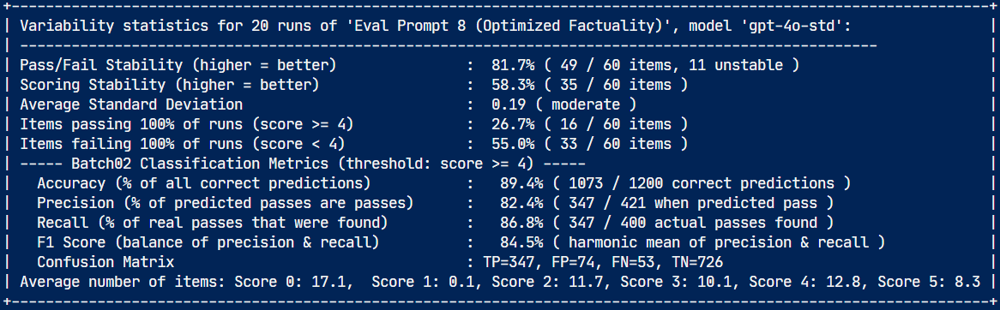 +------------------------------------------------------------------------------------------------------------------+
| Variability statistics for 20 runs of 'Eval Prompt 8 (Optimized Factuality)', model 'gpt-4o-std':                |
| ----------------------------------------------------------------------------------------------------             |
| Pass/Fail Stability (higher = better)               :  81.7% ( 49 / 60 items, 11 unstable )                      |
| Scoring Stability (higher = better)                 :  58.3% ( 35 / 60 items )                                   |
| Average Standard Deviation                          :  0.19 ( moderate )                                         |
| Items passing 100% of runs (score >= 4)             :  26.7% ( 16 / 60 items )                                   |
| Items failing 100% of runs (score < 4)              :  55.0% ( 33 / 60 items )                                   |
| ----- Batch02 Classification Metrics (threshold: score >= 4) -----                                               |
|   Accuracy (% of all correct predictions)           :   89.4% ( 1073 / 1200 correct predictions )                |
|   Precision (% of predicted passes are passes)      :   82.4% ( 347 / 421 when predicted pass )                  |
|   Recall (% of real passes that were found)         :   86.8% ( 347 / 400 actual passes found )                  |
|   F1 Score (balance of precision & recall)          :   84.5% ( harmonic mean of precision & recall )            |
|   Confusion Matrix                                  : TP=347, FP=74, FN=53, TN=726                               |
| Average number of items: Score 0: 17.1,  Score 1: 0.1, Score 2: 11.7, Score 3: 10.1, Score 4: 12.8, Score 5: 8.3 |
+------------------------------------------------------------------------------------------------------------------+